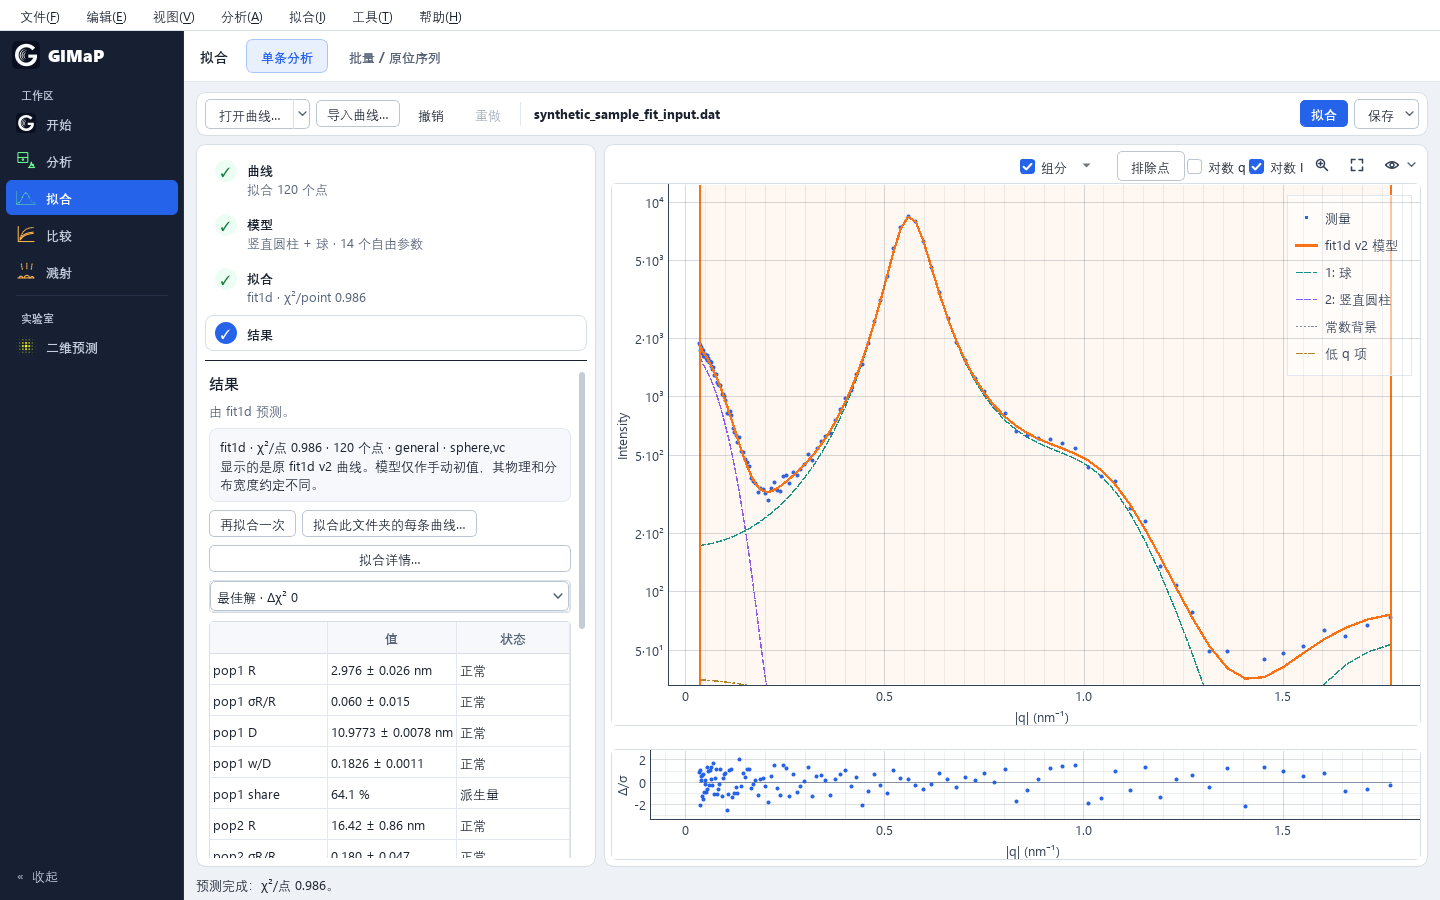 文件(F) 编辑(E) 视图(V) 分析(A) 拟合(I) 工具(T) 帮助(H)
GIMaP
工作区
开始
分析
拟合
比较
溅射
实验室
二维预测
« 收起
拟合 单条分析 批量 / 原位序列
打开曲线... 导入曲线... 撤销 重做 synthetic_sample_fit_input.dat 拟合 保存
曲线
拟合 120 个点
模型
竖直圆柱 + 球 · 14 个自由参数
拟合
fit1d · χ²/point 0.986
结果
结果
由 fit1d 预测。
fit1d · χ²/点 0.986 · 120 个点 · general · sphere,vc
显示的是原 fit1d v2 曲线。模型仅作手动初值，其物理和分
布宽度约定不同。
再拟合一次 拟合此文件夹的每条曲线...
拟合详情...
最佳解 · Δχ² 0
值 状态
pop1 R 2.976 ± 0.026 nm 正常
pop1 σR/R 0.060 ± 0.015 正常
pop1 D 10.9773 ± 0.0078 nm 正常
pop1 w/D 0.1826 ± 0.0011 正常
pop1 share 64.1 % 派生量
pop2 R 16.42 ± 0.86 nm 正常
pop2 σR/R 0.180 ± 0.047 正常
组分 排除点 对数 q 对数 I
10⁴
5·10³
2·10³
10³
5·10²
2·10²
10²
5·10¹
Intensity
0 0.5 1.0 1.5
|q| (nm⁻¹)
测量
fit1d v2 模型
1: 球
2: 竖直圆柱
常数背景
低 q 项
2
0
-2
Δ/σ
0 0.5 1.0 1.5
|q| (nm⁻¹)
预测完成：χ²/点 0.986。